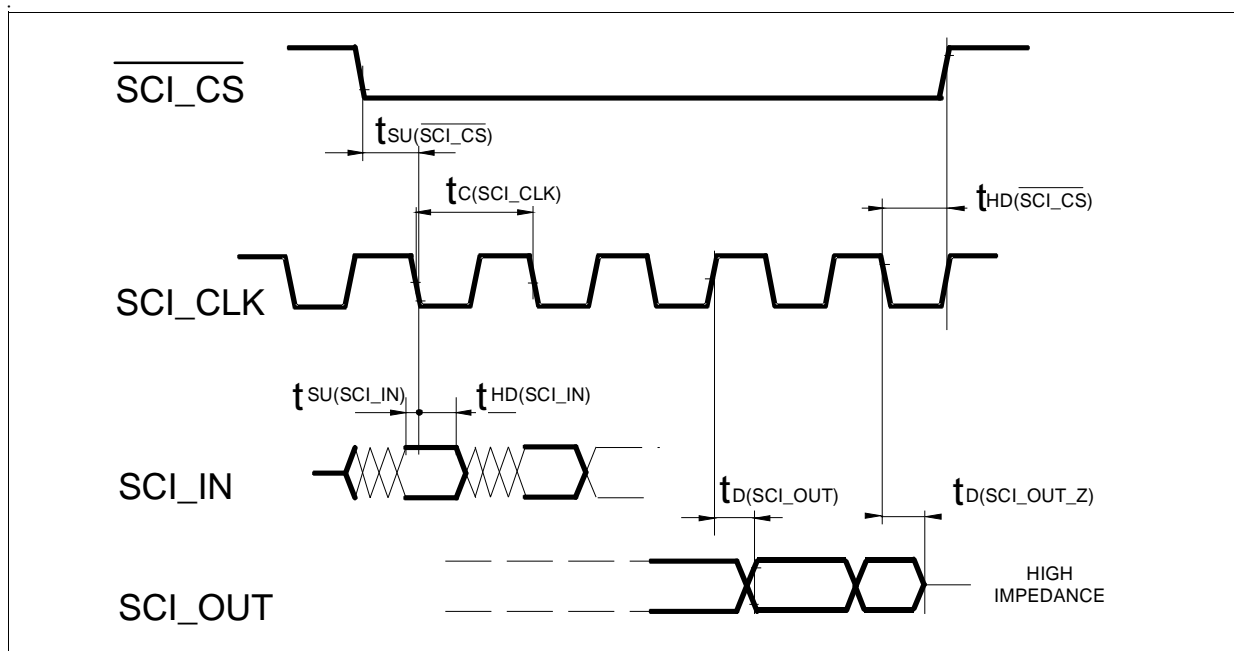 SCI_CS
tSU(SCI_CS)
tC(SCI_CLK)
tHD(SCI_CS)
SCI_CLK
tSU(SCI_IN)
tHD(SCI_IN)
SCI_IN
tD(SCI_OUT)
tD(SCI_OUT_Z)
SCI_OUT
HIGH
IMPEDANCE